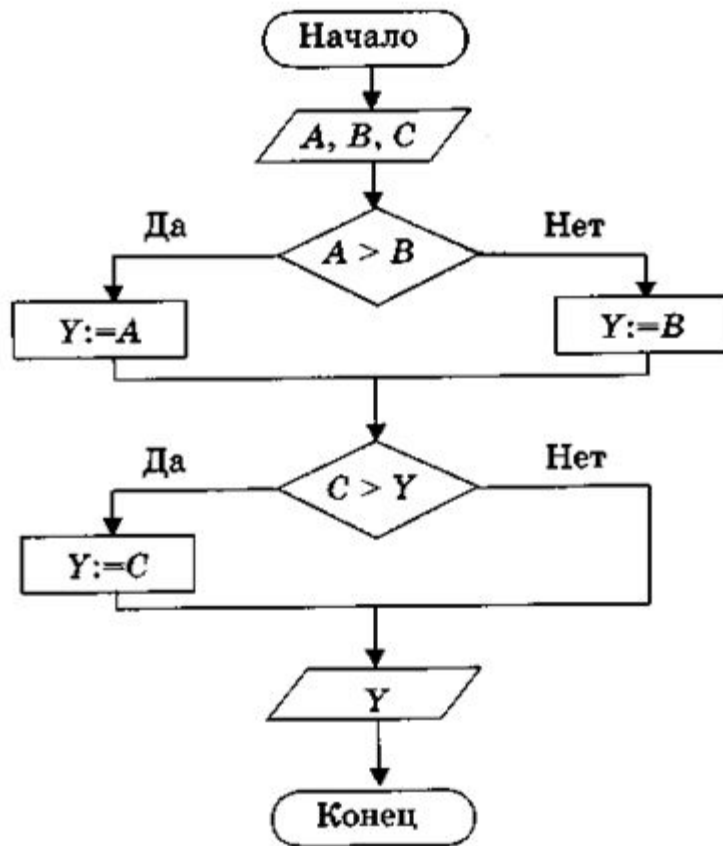 Начало
A, B, C
Да
Нет
A > B
Y:=A
Y:=B
Да
Нет
C > Y
Y:=C
Y
Конец